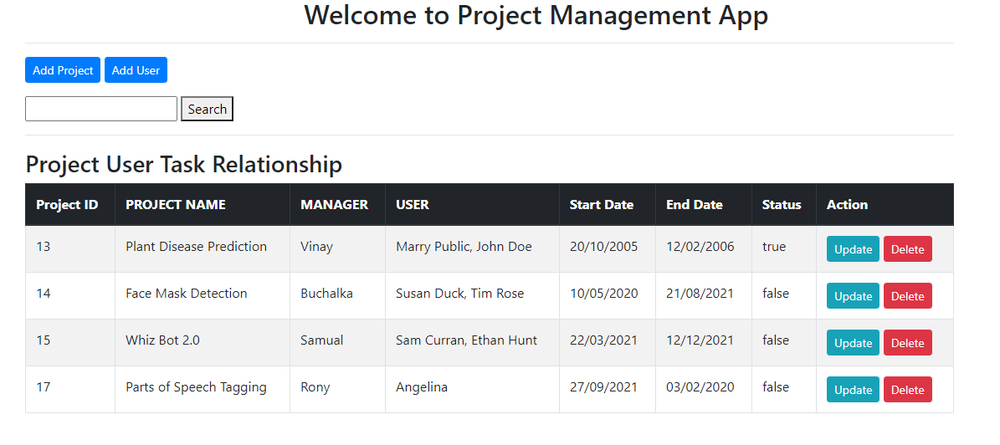 Welcome to Project Management App
Add Project Add User
Search
Project User Task Relationship
Project ID PROJECT NAME MANAGER USER Start Date End Date Status Action
13 Plant Disease Prediction Vinay Marry Public, John Doe 20/10/2005 12/02/2006 true Update Delete
14 Face Mask Detection Buchalka Susan Duck, Tim Rose 10/05/2020 21/08/2021 false Update Delete
15 Whiz Bot 2.0 Samual Sam Curran, Ethan Hunt 22/03/2021 12/12/2021 false Update Delete
17 Parts of Speech Tagging Rony Angelina 27/09/2021 03/02/2020 false Update Delete